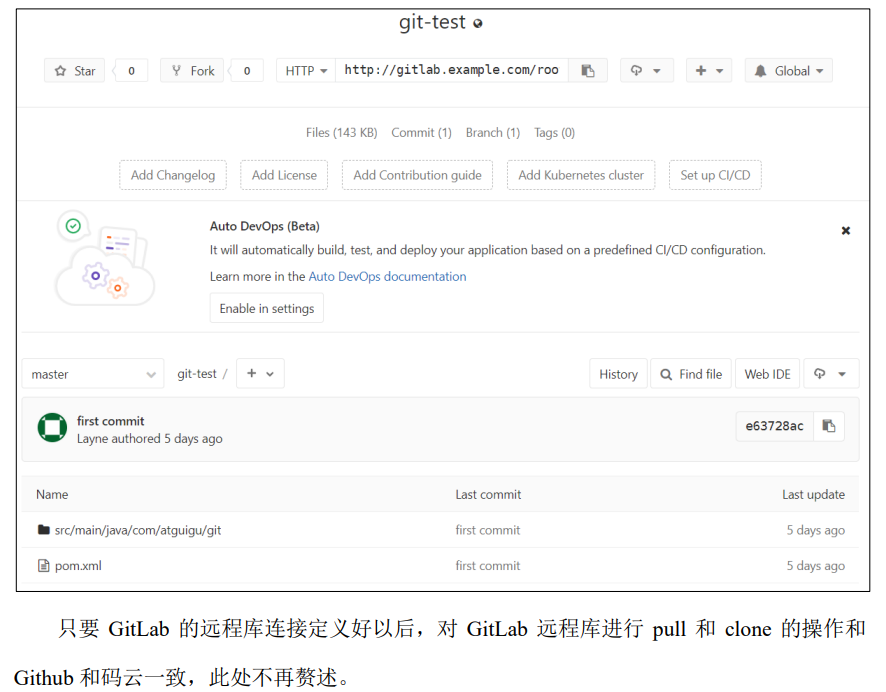 git-test
Star 0 Fork 0 HTTP http://gitlab.example.com/roo Global
Files (143 KB) Commit (1) Branch (1) Tags (0)
Add Changelog Add License Add Contribution guide Add Kubernetes cluster Set up CI/CD
Auto DevOps (Beta)
It will automatically build, test, and deploy your application based on a predefined CI/CD configuration.
Learn more in the Auto DevOps documentation
Enable in settings
master git-test / + History Find file Web IDE
first commit
Layne authored 5 days ago
e63728ac
Name Last commit Last update
src/main/java/com/atguigu/git first commit 5 days ago
pom.xml first commit 5 days ago
只要 GitLab 的远程库连接定义好以后，对 GitLab 远程库进行 pull 和 clone 的操作和
Github 和码云一致，此处不再赘述。